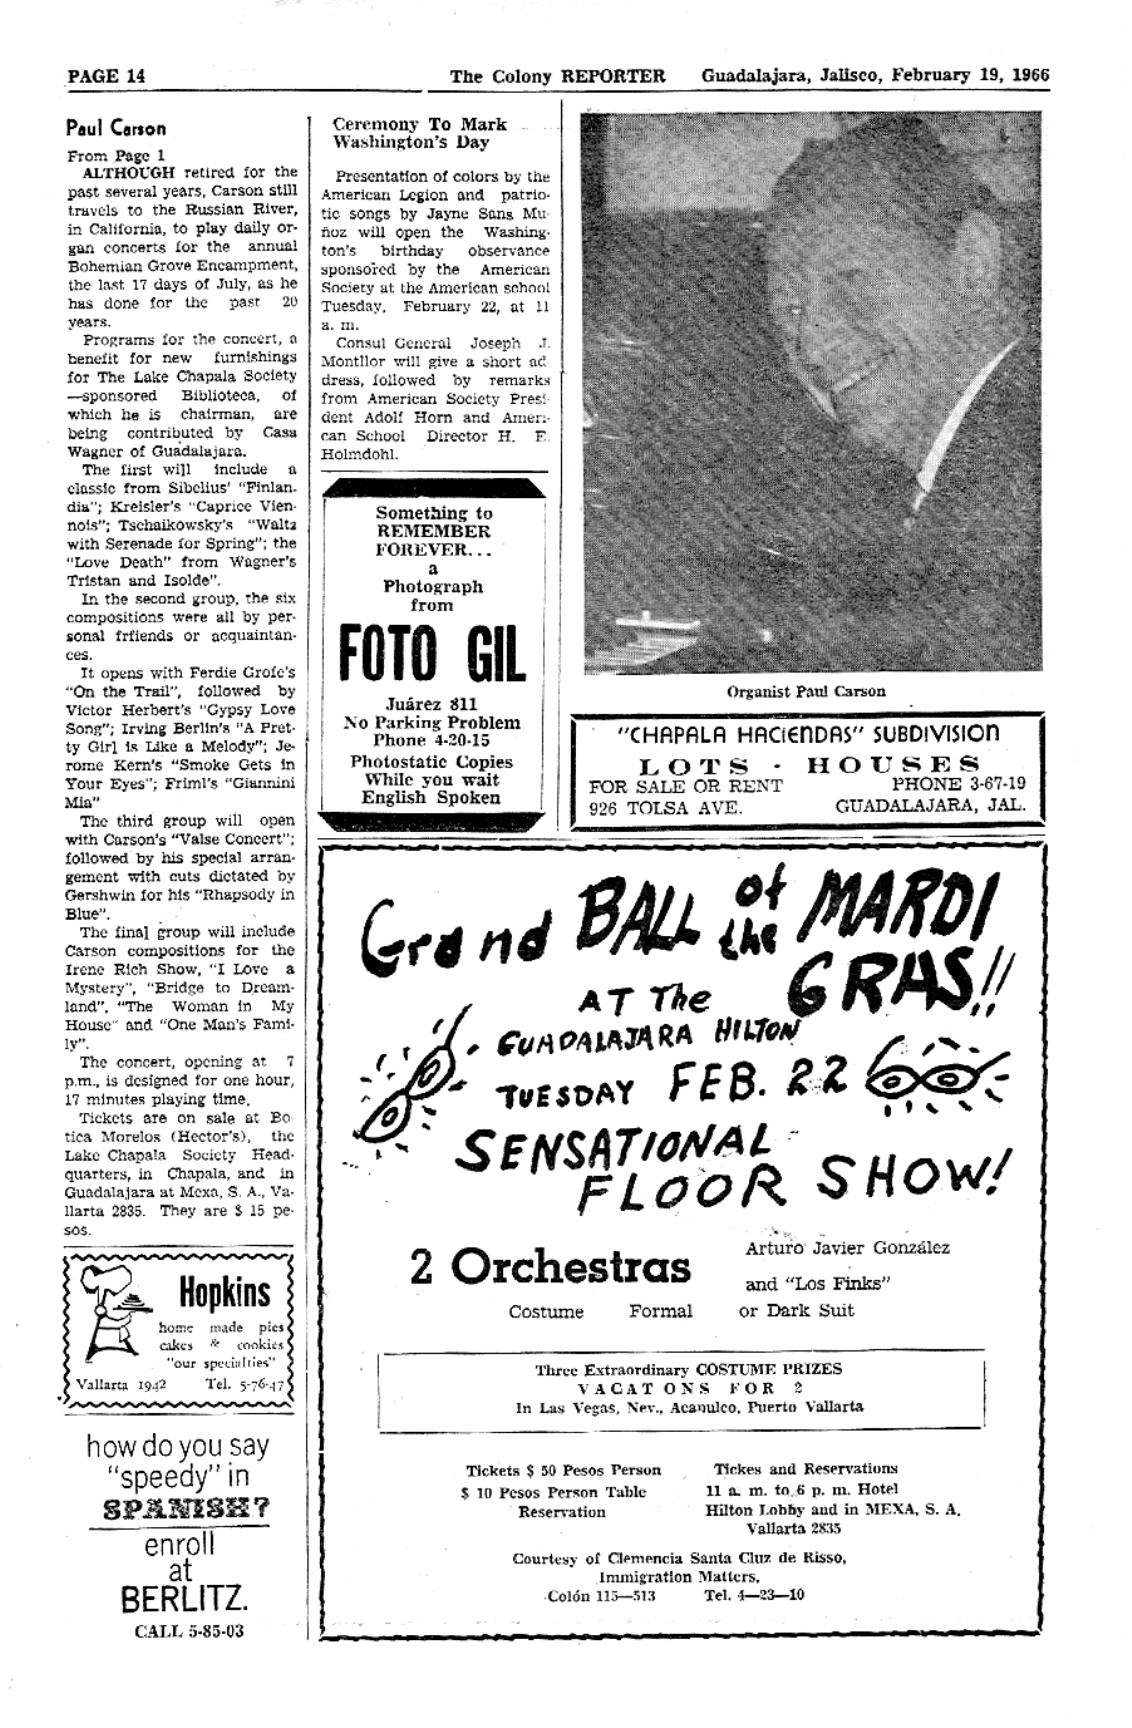 PAGE 14
The Colony REPORTER
Guadalajara, Jalisco, February 19, 1966
Paul Carson
From Page 1
ALTHOUGH retired for the
past several years, Carson still
travels to the Russian River,
in California, to play daily or-
gan concerts for the annual
Bohemian Grove Encampment,
the last 17 days of July, as he
has done for the past 20
years.
Programs for the concert, a
benefit for new furnishings
for The Lake Chapala Society
—sponsored Biblioteca, of
which he is chairman, are
being contributed by Casa
Wagner of Guadalajara.
The first will include a
classic from Sibelius' "Finlan-
dia"; Kreisler's "Caprice Vien-
nois"; Tschaikowsky's "Waltz
with Serenade for Spring"; the
"Love Death" from Wagner's
Tristan and Isolde".
In the second group, the six
compositions were all by per-
sonal frfiends or acquaintan-
ces.
It opens with Ferdie Grofe's
"On the Trail", followed by
Victor Herbert's "Gypsy Love
Song"; Irving Berlin's "A Pret-
ty Girl is Like a Melody"; Je-
rome Kern's "Smoke Gets in
Your Eyes"; Friml's "Giannini
Mia"
The third group will open
with Carson's "Valse Concert";
followed by his special arran-
gement with cuts dictated by
Gershwin for his "Rhapsody in
Blue".
The final group will include
Carson compositions for the
Irene Rich Show, "I Love a
Mystery", "Bridge to Dream-
land", "The Woman in My
House" and "One Man's Fami-
ly".
The concert, opening at 7
p.m., is designed for one hour,
17 minutes playing time.
Tickets are on sale at Bo
tica Morelos (Hector's), the
Lake Chapala Society Head-
quarters, in Chapala, and in
Guadalajara at Mexa, S. A., Va-
llarta 2835. They are $ 15 pe-
sos.
Hopkins
home made pies
cakes & cookies
"our specialties"
Vallarta 1942 Tel. 5-76-47
how do you say
"speedy" in
SPANISH?
enroll
at
BERLITZ.
CALL 5-85-03
Ceremony To Mark
Washington's Day
Presentation of colors by the
American Legion and patrio-
tic songs by Jayne Sans Mu-
ñoz will open the Washing-
ton's birthday observance
sponsored by the American
Society at the American school
Tuesday, February 22, at 11
a. m.
Consul General Joseph J.
Montllor will give a short ad
dress, followed by remarks
from American Society Presi-
dent Adolf Horn and Ameri-
can School Director H. E.
Holmdohl.
Something to
REMEMBER
FOREVER...
a
Photograph
from
FOTO GIL
Juárez 811
No Parking Problem
Phone 4-20-15
Photostatic Copies
While you wait
English Spoken
Organist Paul Carson
"CHAPALA HACIENDAS" SUBDIVISION
LOTS - HOUSES
FOR SALE OR RENT PHONE 3-67-19
926 TOLSA AVE. GUADALAJARA, JAL.
Grand BALL of the MARDI
GRAS!!
AT The
GUADALAJARA HILTON
TUESDAY FEB. 22
SENSATIONAL
FLOOR SHOW!
2 Orchestras
Arturo Javier González
and "Los Finks"
Costume Formal or Dark Suit
Three Extraordinary COSTUME PRIZES
VACAT ONS FOR 2
In Las Vegas, Nev., Acapulco, Puerto Vallarta
Tickets $ 50 Pesos Person
$ 10 Pesos Person Table
Reservation
Tickes and Reservations
11 a. m. to 6 p. m. Hotel
Hilton Lobby and in MEXA, S. A.
Vallarta 2835
Courtesy of Clemencia Santa Cluz de Risso,
Immigration Matters,
Colón 115—513 Tel. 4—23—10